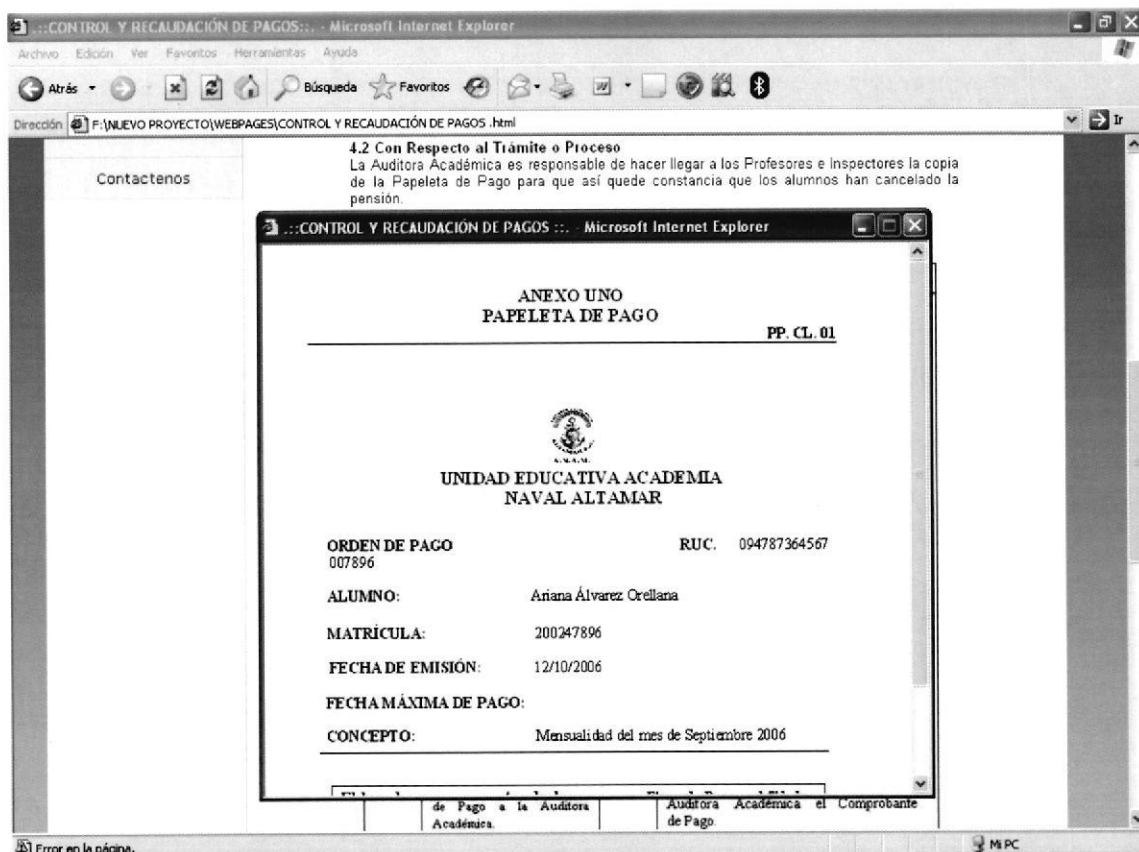 .::CONTROL Y RECAUDACIÓN DE PAGOS::. - Microsoft Internet Explorer
Archivo Edición Ver Favoritos Herramientas Ayuda
Atrás Búsqueda Favoritos
Dirección F:\NUEVO PROYECTO\WEBPAGES\CONTROL Y RECAUDACIÓN DE PAGOS .html Ir
Contactenos
4.2 Con Respecto al Trámite o Proceso
La Auditora Académica es responsable de hacer llegar a los Profesores e Inspectores la copia
de la Papeleta de Pago para que así quede constancia que los alumnos han cancelado la
pensión.
.::CONTROL Y RECAUDACIÓN DE PAGOS ::. - Microsoft Internet Explorer
ANEXO UNO
PAPELETA DE PAGO
PP. CL. 01
UNIDAD EDUCATIVA ACADEMIA
NAVAL ALTAMAR
ORDEN DE PAGO RUC. 094787364567
007896
ALUMNO: Ariana Álvarez Orellana
MATRÍCULA: 200247896
FECHA DE EMISIÓN: 12/10/2006
FECHA MÁXIMA DE PAGO:
CONCEPTO: Mensualidad del mes de Septiembre 2006
de Pago a la Auditora Auditora Académica el Comprobante
Académica. de Pago.
Error en la página. Mi PC